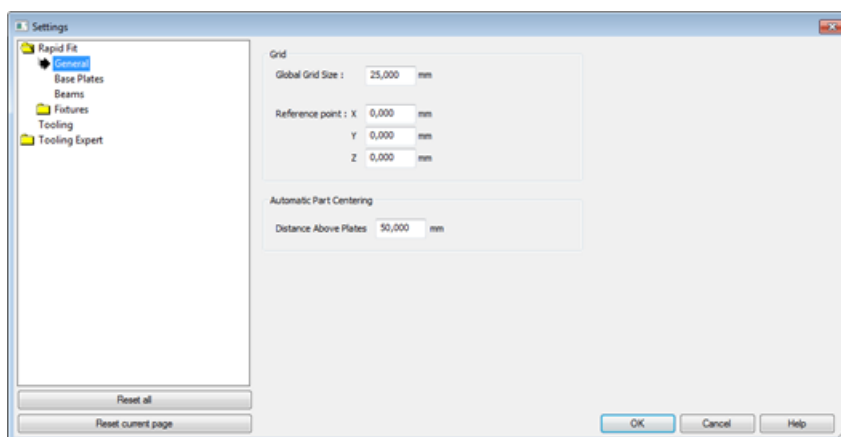 Settings
Rapid Fit
General
Base Plates
Beams
Fixtures
Tooling
Tooling Expert
Reset all
Reset current page
Grid
Global Grid Size : 25,000 mm
Reference point : X 0,000 mm
Y 0,000 mm
Z 0,000 mm
Automatic Part Centering
Distance Above Plates 50,000 mm
OK Cancel Help